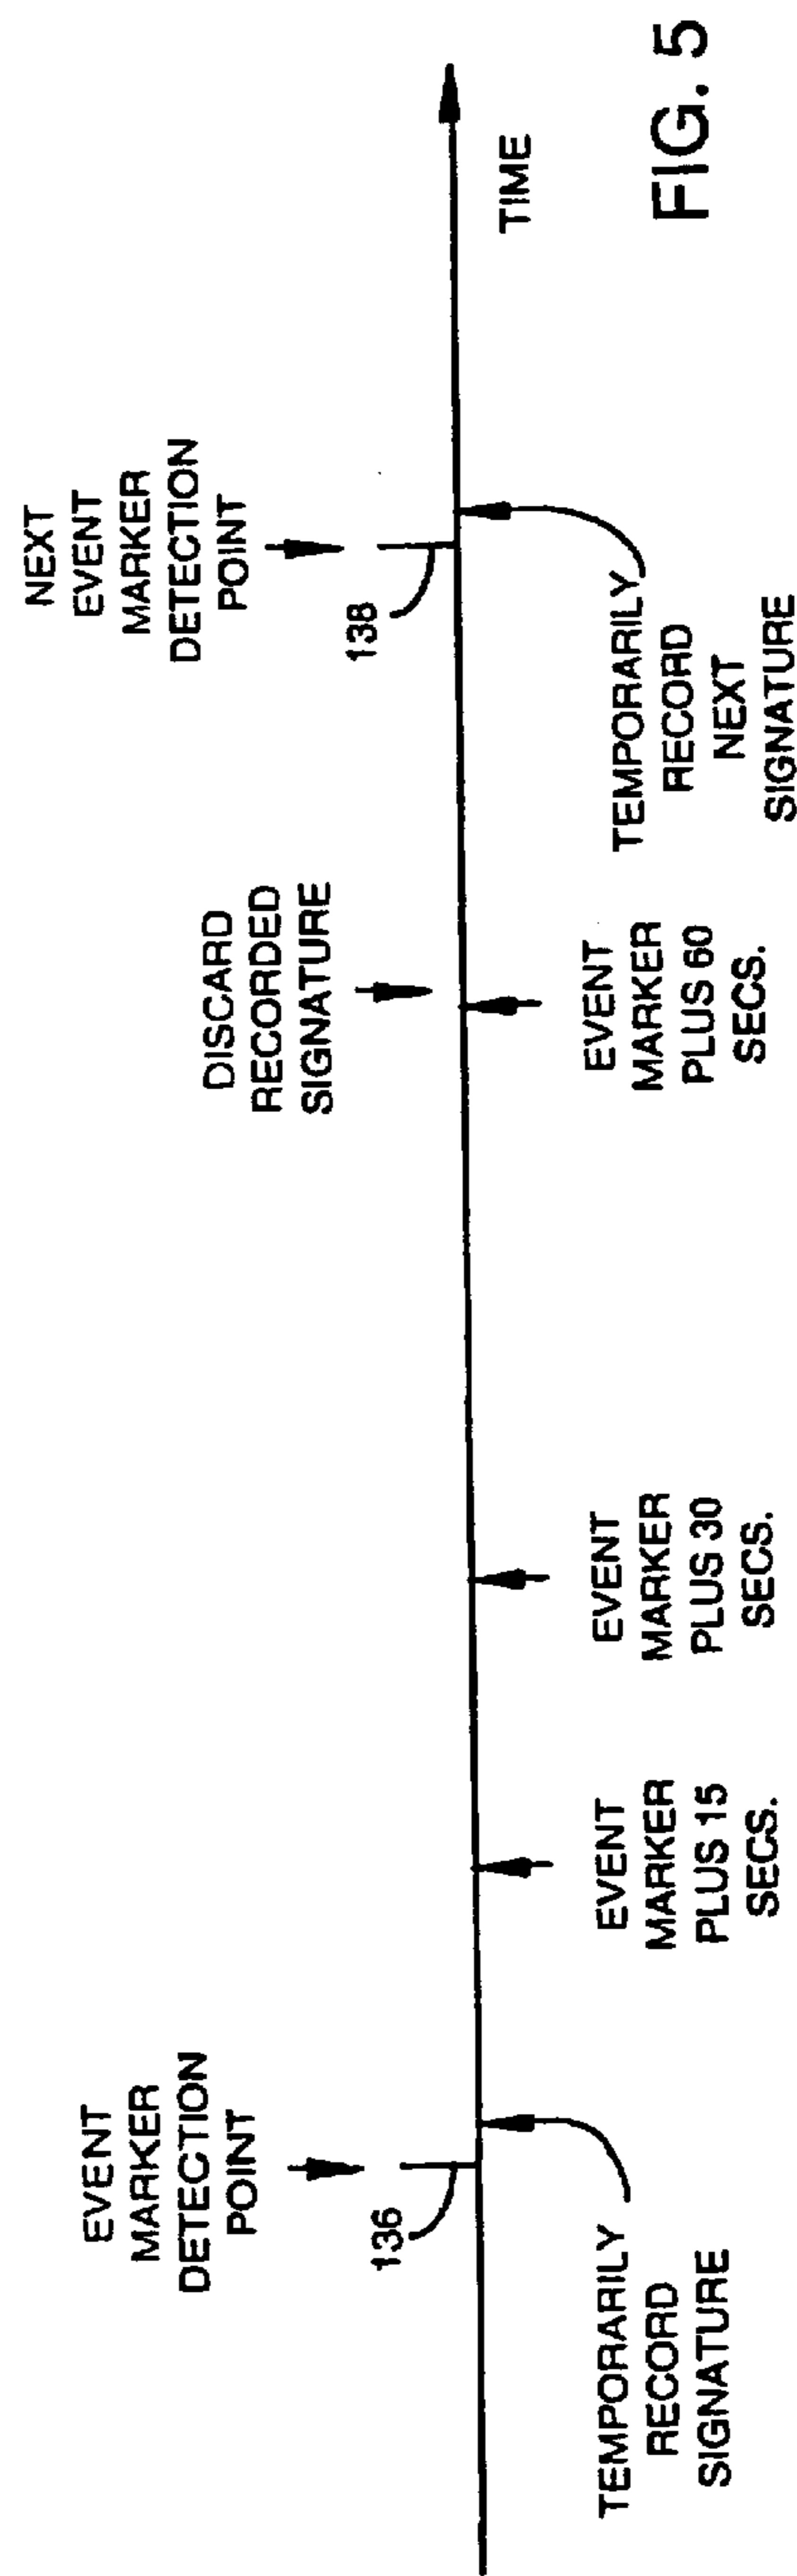 EVENT
MARKER
DETECTION
POINT
136
TEMPORARILY
RECORD
SIGNATURE
EVENT
MARKER
PLUS 15
SECS.
EVENT
MARKER
PLUS 30
SECS.
DISCARD
RECORDED
SIGNATURE
EVENT
MARKER
PLUS 60
SECS.
NEXT
EVENT
MARKER
DETECTION
POINT
138
TEMPORARILY
RECORD
NEXT
SIGNATURE
TIME
FIG. 5